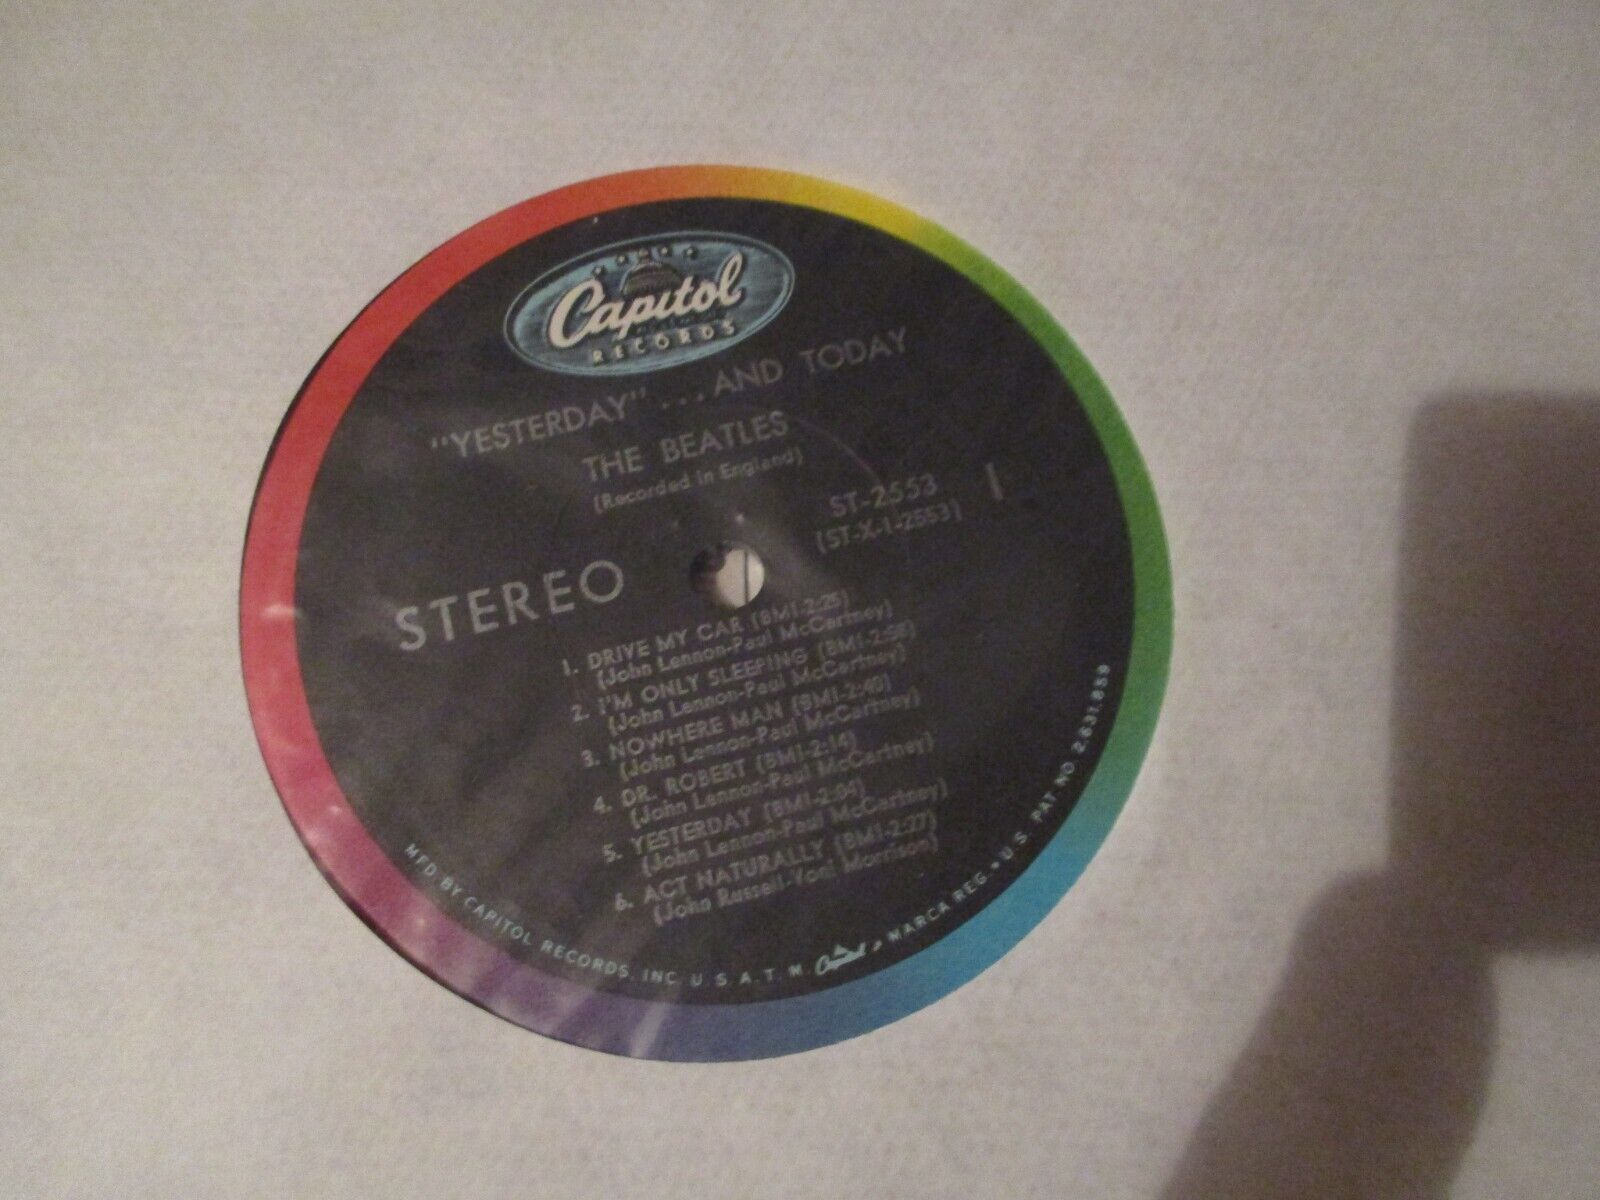 Capitol
RECORDS
"YESTERDAY"...AND TODAY
THE BEATLES
(Recorded in England)
ST-2553
(ST-X-1-2553)
1
STEREO
1. DRIVE MY CAR (BMI-2:25)
(John Lennon-Paul McCartney)
2. I'M ONLY SLEEPING (BMI-2:58)
(John Lennon-Paul McCartney)
3. NOWHERE MAN (BMI-2:40)
(John Lennon-Paul McCartney)
4. DR. ROBERT (BMI-2:14)
(John Lennon-Paul McCartney)
5. YESTERDAY (BMI-2:04)
(John Lennon-Paul McCartney)
6. ACT NATURALLY (BMI-2:27)
(John Russell-Voni Morrison)
MFD BY CAPITOL RECORDS, INC. U.S.A. T.M. Capitol MARCA REG. • U.S. PAT. NO. 2,631,859